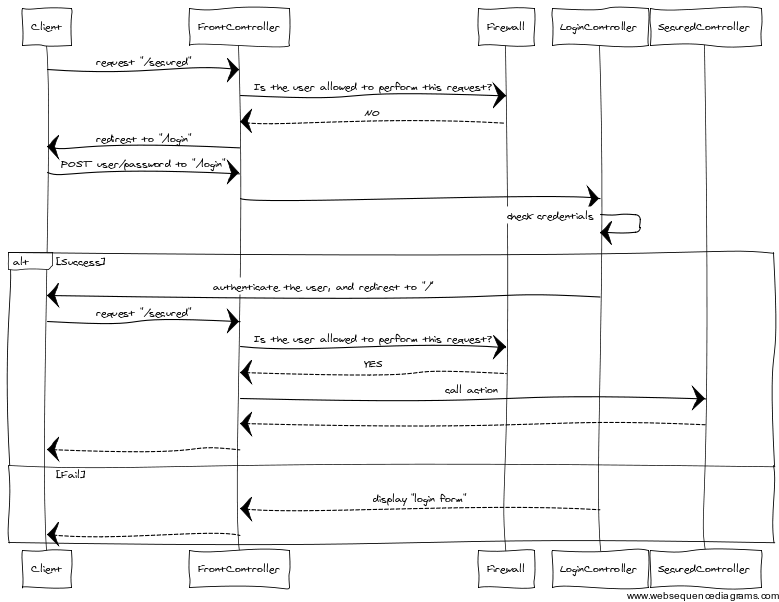 Client
FrontController
Firewall
LoginController
SecuredController
request "/secured"
Is the user allowed to perform this request?
NO
redirect to "/login"
POST user/password to "/login"
check credentials
alt
[Success]
authenticate the user, and redirect to "/"
request "/secured"
Is the user allowed to perform this request?
YES
call action
[Fail]
display "login form"
Client
FrontController
Firewall
LoginController
SecuredController
www.websequencediagrams.com